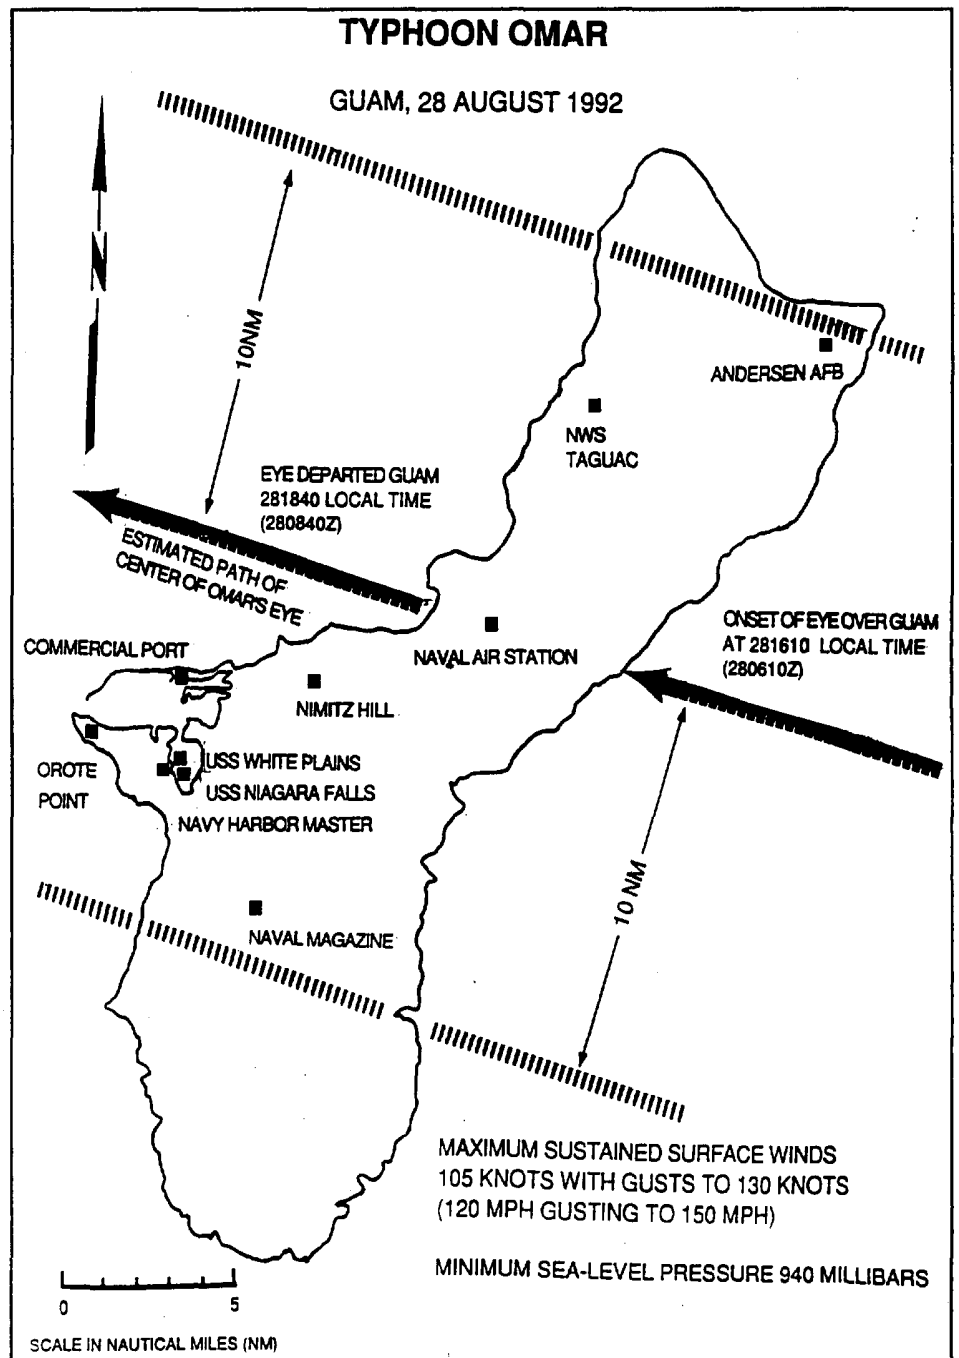 TYPHOON OMAR
GUAM, 28 AUGUST 1992
N
10NM
ANDERSEN AFB
NWS
TAGUAC
EYE DEPARTED GUAM
281840 LOCAL TIME
(280840Z)
ESTIMATED PATH OF
CENTER OF OMAR'S EYE
ONSET OF EYE OVER GUAM
AT 281610 LOCAL TIME
(280610Z)
COMMERCIAL PORT
NAVAL AIR STATION
NIMITZ HILL
OROTE
POINT
USS WHITE PLAINS
USS NIAGARA FALLS
NAVY HARBOR MASTER
10 NM
NAVAL MAGAZINE
MAXIMUM SUSTAINED SURFACE WINDS
105 KNOTS WITH GUSTS TO 130 KNOTS
(120 MPH GUSTING TO 150 MPH)
MINIMUM SEA-LEVEL PRESSURE 940 MILLIBARS
0 5
SCALE IN NAUTICAL MILES (NM)